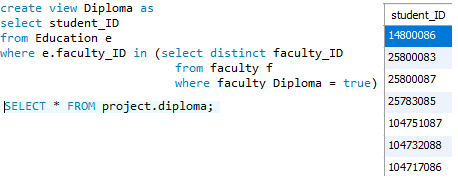 create view Diploma as
select student_ID
from Education e
where e.faculty_ID in (select distinct faculty_ID
from faculty f
where faculty Diploma = true)
SELECT * FROM project.diploma;
student_ID
14800086
25800083
25800087
25783085
104751087
104732088
104717086